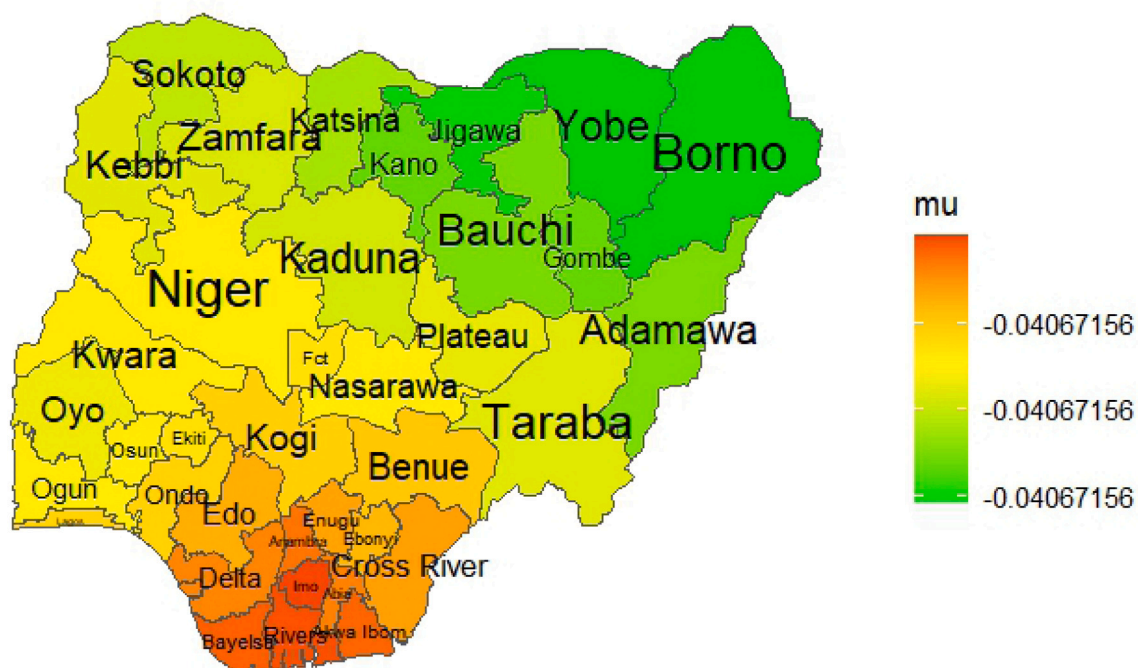 Sokoto
Katsina
Jigawa
Yobe
Zamfara
Borno
Kebbi
Kano
mu
Bauchi
Gombe
Kaduna
Niger
-0.04067156
Adamawa
Plateau
Kwara
Fct
Nasarawa
-0.04067156
Oyo
Taraba
Ekiti
Kogi
Osun
Benue
Ogun
Ondo
-0.04067156
Edo
Lagos
Enugu
Anambra
Ebonyi
Cross River
Delta
Imo
Abia
Bayelsa
Rivers
Akwa Ibom